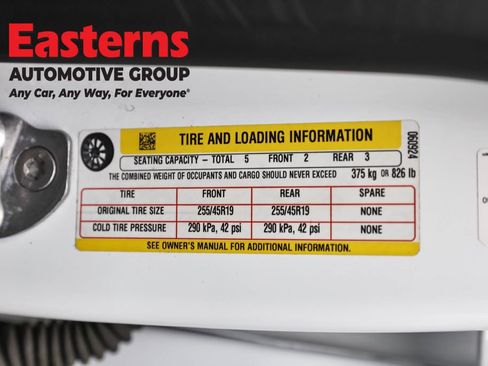 Easterns
AUTOMOTIVE GROUP
Any Car, Any Way, For Everyone®
TIRE AND LOADING INFORMATION
060924
SEATING CAPACITY – TOTAL 5 FRONT 2 REAR 3
THE COMBINED WEIGHT OF OCCUPANTS AND CARGO SHOULD NEVER EXCEED 375 kg OR 826 lb
TIRE FRONT REAR SPARE
ORIGINAL TIRE SIZE 255/45R19 255/45R19 NONE
COLD TIRE PRESSURE 290 kPa, 42 psi 290 kPa, 42 psi NONE
SEE OWNER'S MANUAL FOR ADDITIONAL INFORMATION.